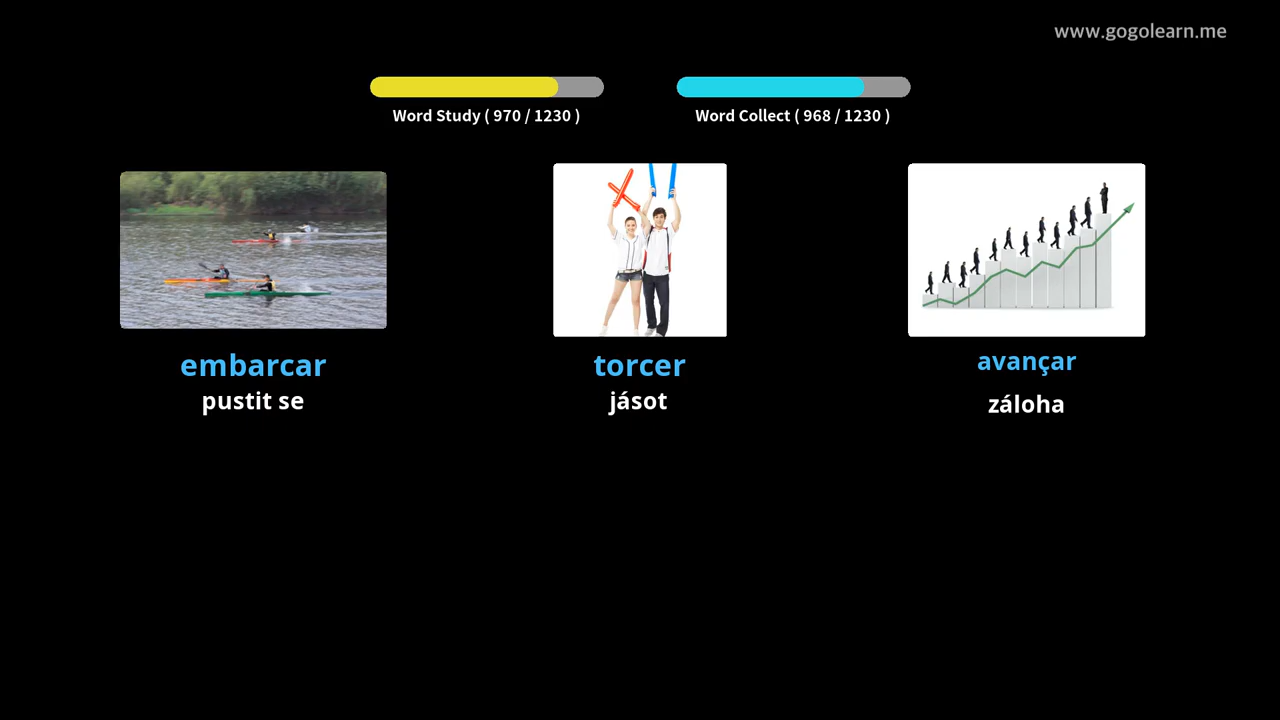 www.gogolearn.me
Word Study ( 970 / 1230 )
Word Collect ( 968 / 1230 )
embarcar
pustit se
torcer
jásot
avançar
záloha